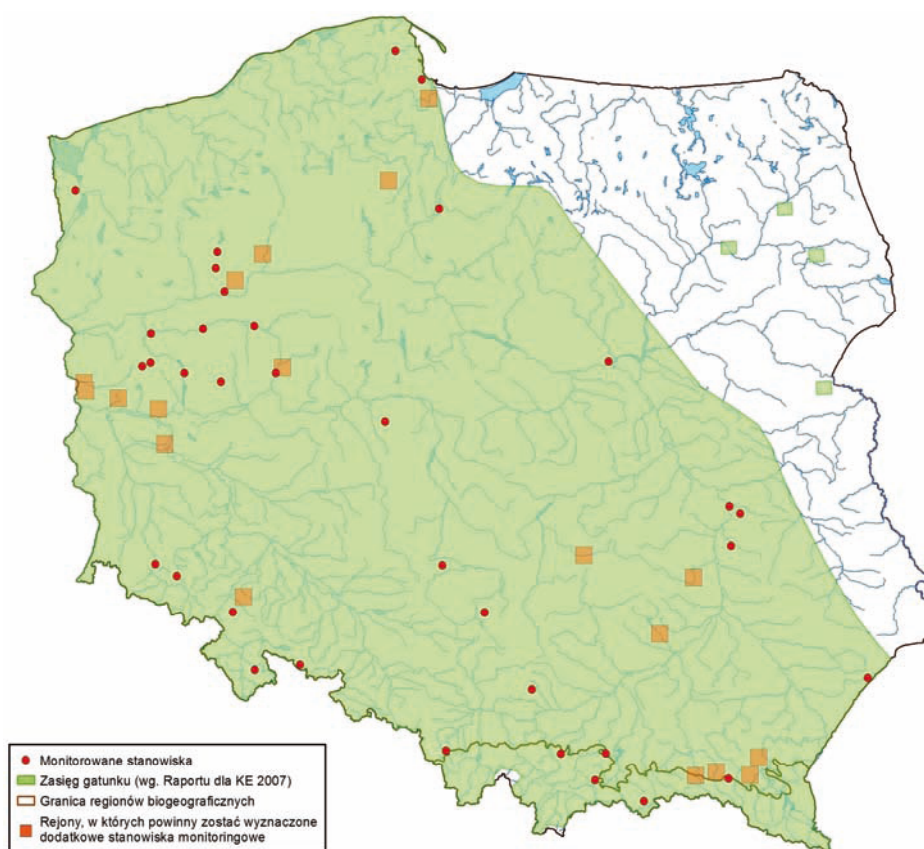 Monitorowane stanowiska
Zasięg gatunku (wg. Raportu dla KE 2007)
Granica regionów biogeograficznych
Rejony, w których powinny zostać wyznaczone
dodatkowe stanowiska monitoringowe